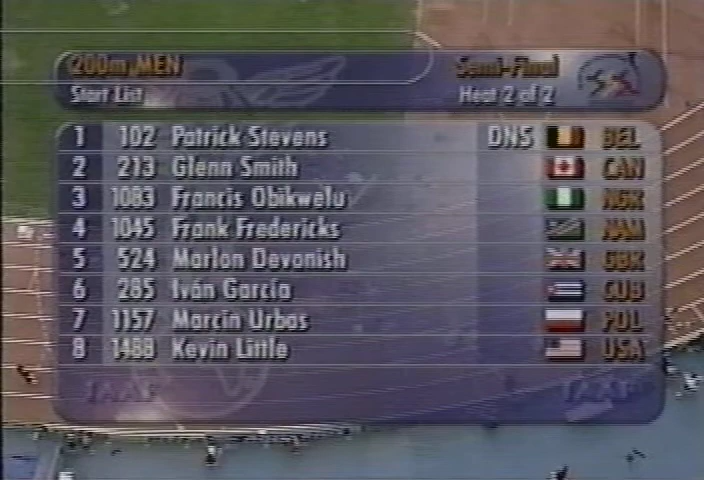 200m MEN Semi-Final
Start List Heat 2 of 2
1 102 Patrick Stevens DNS BEL
2 213 Glenn Smith CAN
3 1083 Francis Obikwelu NGR
4 1045 Frank Fredericks NAM
5 524 Marlon Devonish GBR
6 285 Iván García CUB
7 1157 Marcin Urbas POL
8 1488 Kevin Little USA
IAAF IAAF